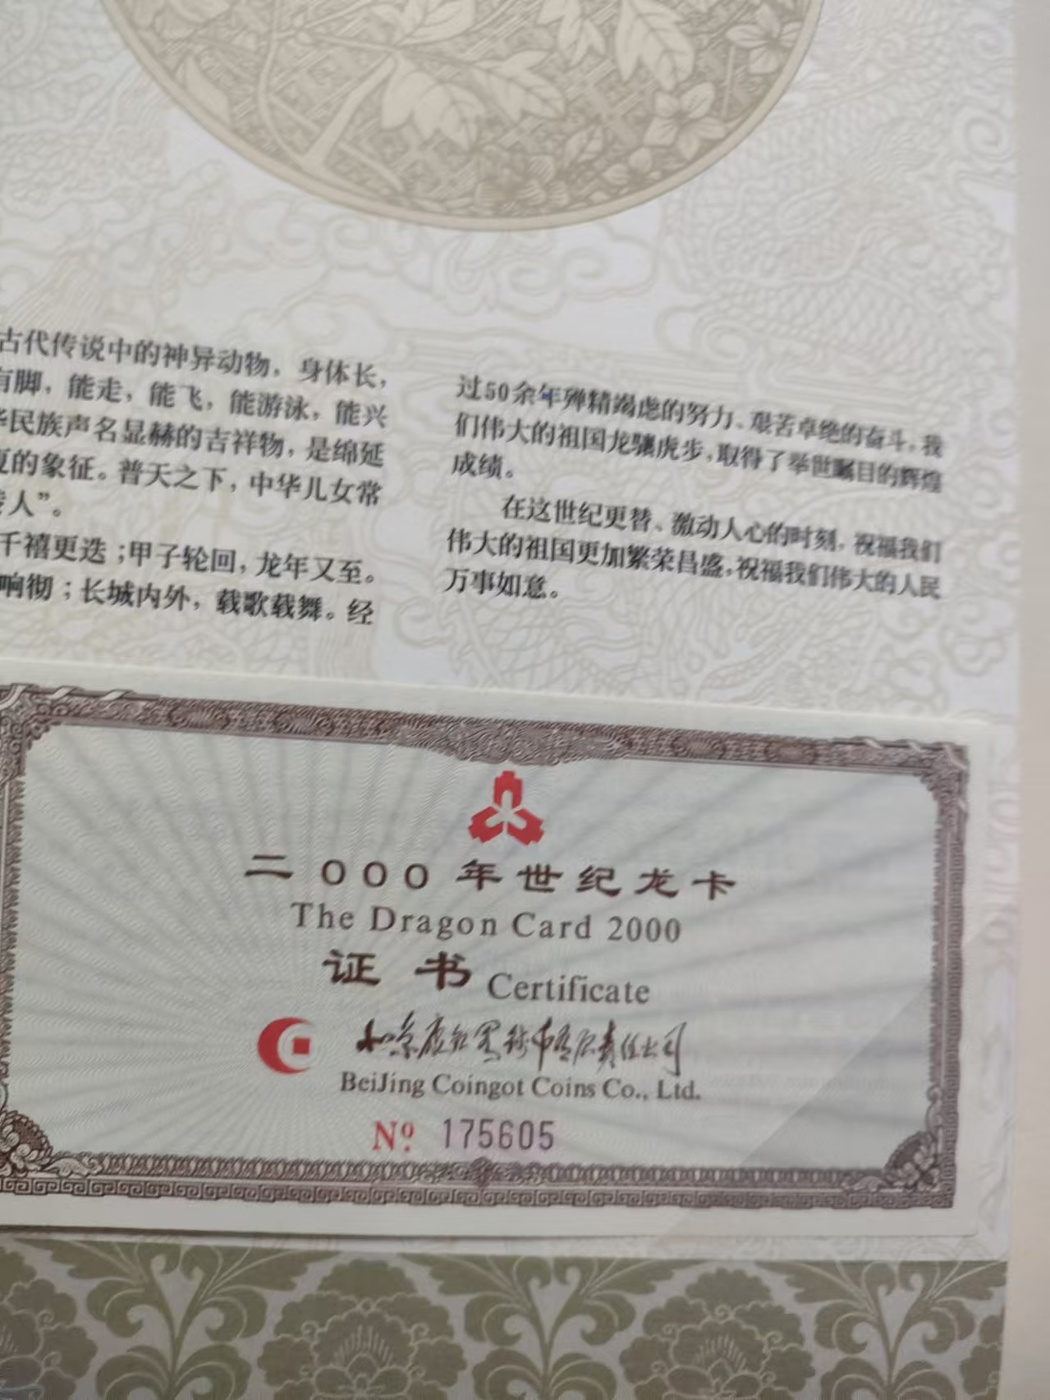 古代传说中的神异动物，身体长，
有脚，能走，能飞，能游泳，能兴
华民族声名显赫的吉祥物，是绵延
夏的象征。普天之下，中华儿女常
传人”。
千禧更迭；甲子轮回，龙年又至。
响彻；长城内外，载歌载舞。经
过50余年殚精竭虑的努力、艰苦卓绝的奋斗，我
们伟大的祖国龙骧虎步，取得了举世瞩目的辉煌
成绩。
在这世纪更替、激动人心的时刻，祝福我们
伟大的祖国更加繁荣昌盛，祝福我们伟大的人民
万事如意。
二000年世纪龙卡
The Dragon Card 2000
证书 Certificate
BeiJing Coingot Coins Co., Ltd.
Nº 175605